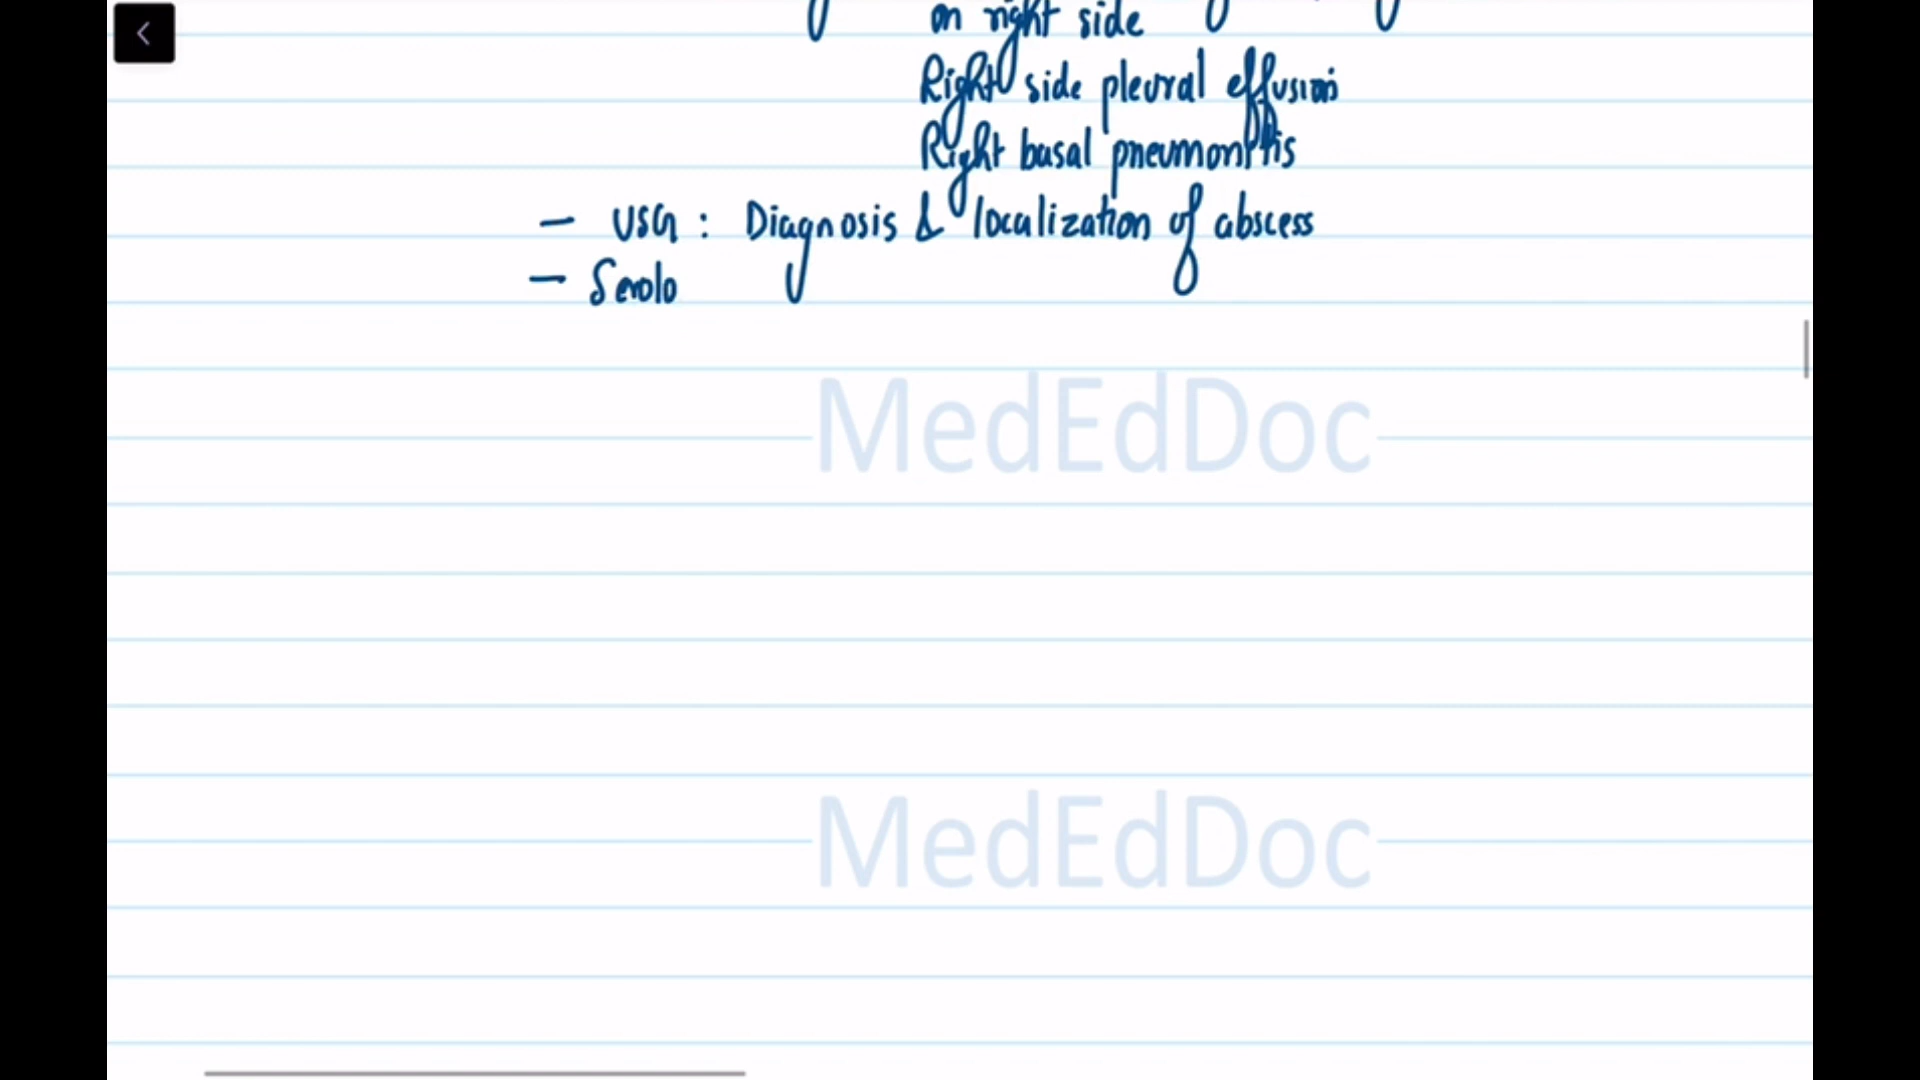 on right side
Right side pleural effusion
Right basal pneumonitis
- USG : Diagnosis & localization of abscess
- Serolo
MedEdDoc
MedEdDoc